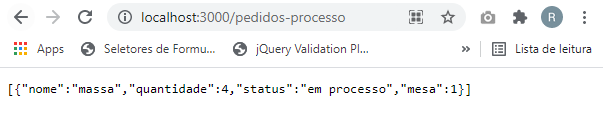 localhost:3000/pedidos-processo
R
Apps Seletores de Formu... jQuery Validation Pl... » Lista de leitura
[{"nome":"massa","quantidade":4,"status":"em processo","mesa":1}]